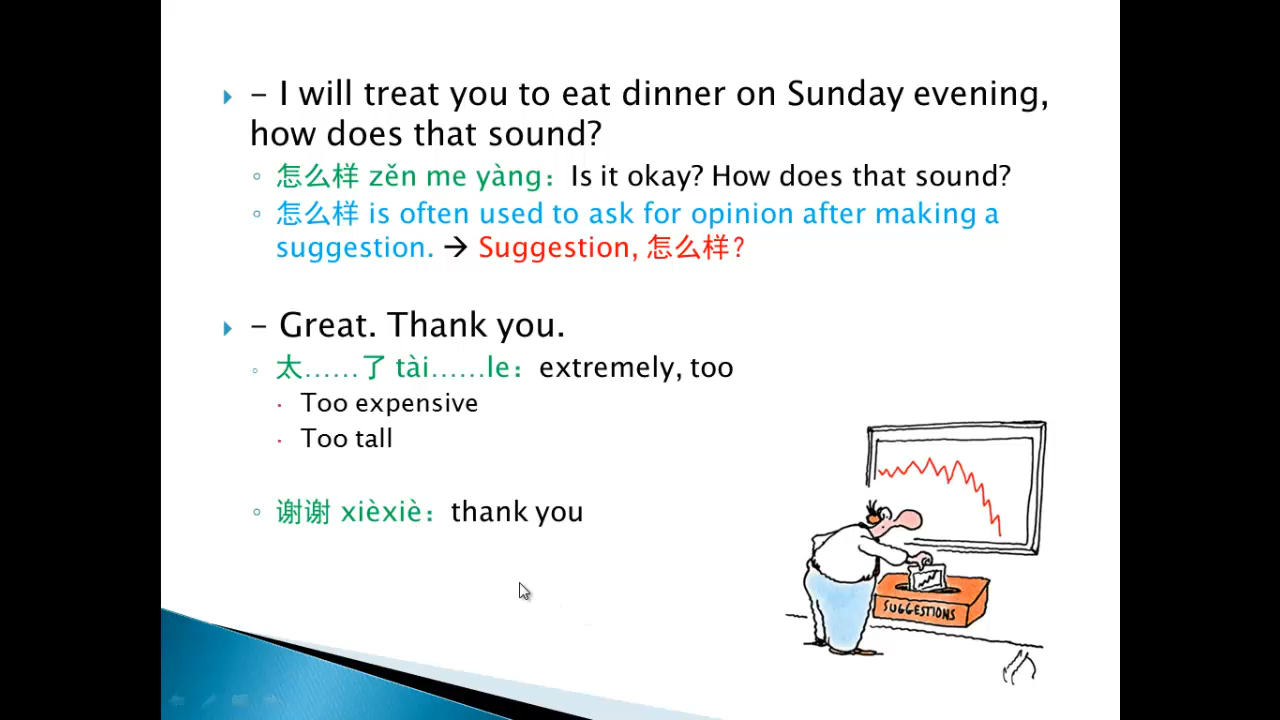 – I will treat you to eat dinner on Sunday evening,
how does that sound?
怎么样 zěn me yàng：Is it okay? How does that sound?
怎么样 is often used to ask for opinion after making a
suggestion. → Suggestion, 怎么样？
– Great. Thank you.
太……了 tài……le：extremely, too
Too expensive
Too tall
谢谢 xièxiè：thank you
SUGGESTIONS